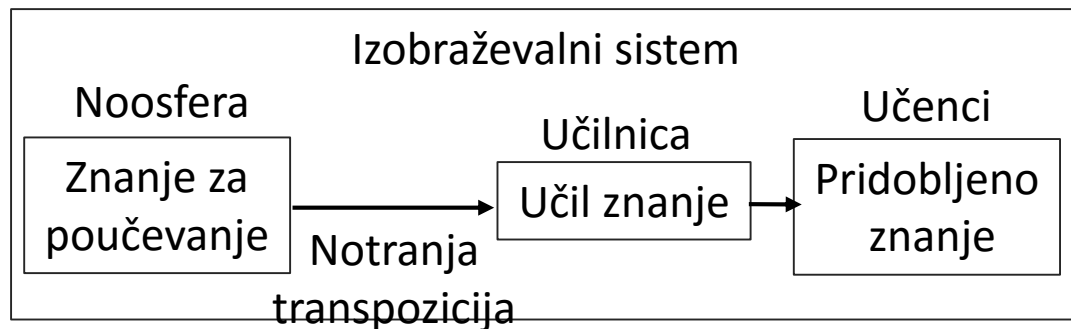 Izobraževalni sistem
Noosfera
Znanje za
poučevanje
Notranja
transpozicija
Učilnica
Učil znanje
Učenci
Pridobljeno
znanje